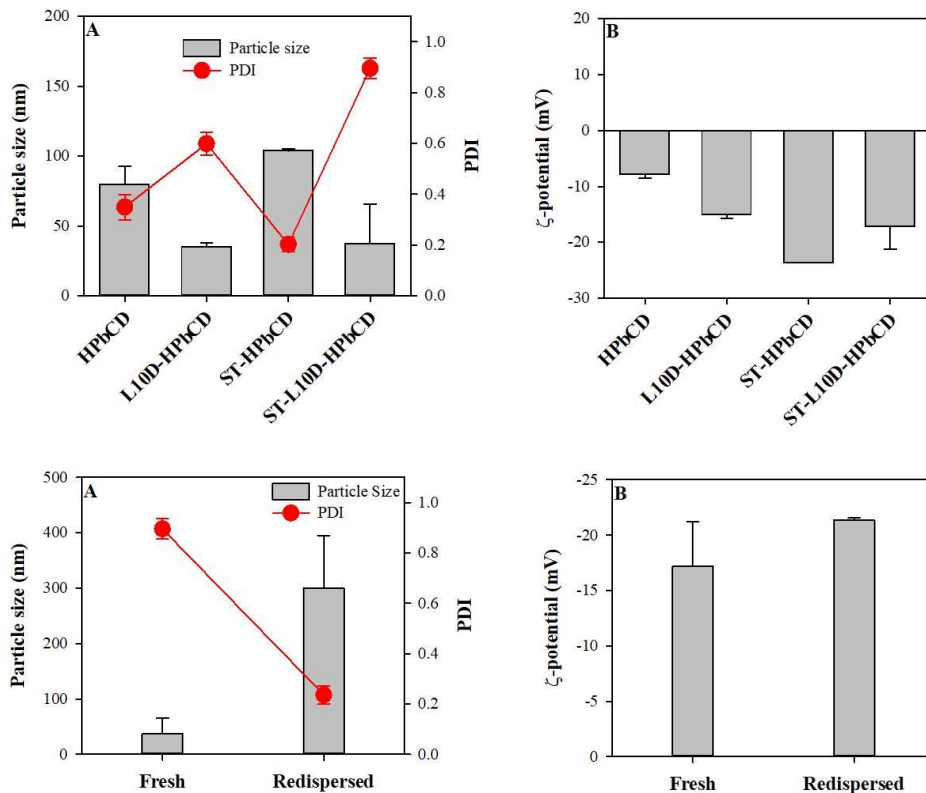 A
Particle size
PDI
Particle size (nm)
200
150
100
50
0
PDI
1.0
0.8
0.6
0.4
0.2
0.0
HPbCD
L10D-HPbCD
ST-HPbCD
ST-L10D-HPbCD
B
ζ-potential (mV)
20
10
0
-10
-20
-30
HPbCD
L10D-HPbCD
ST-HPbCD
ST-L10D-HPbCD
A
Particle Size
PDI
Particle size (nm)
500
400
300
200
100
0
PDI
1.0
0.8
0.6
0.4
0.2
0.0
Fresh
Redispersed
B
ζ-potential (mV)
-25
-20
-15
-10
-5
0
Fresh
Redispersed